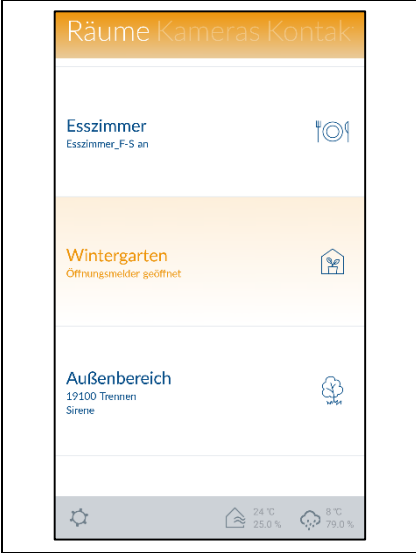 Räume Kameras Kontak
Esszimmer
Esszimmer_F-S an
Wintergarten
Öffnungsmelder geöffnet
Außenbereich
19100 Trennen
Sirene
24 °C
25.0 %
8 °C
79.0 %